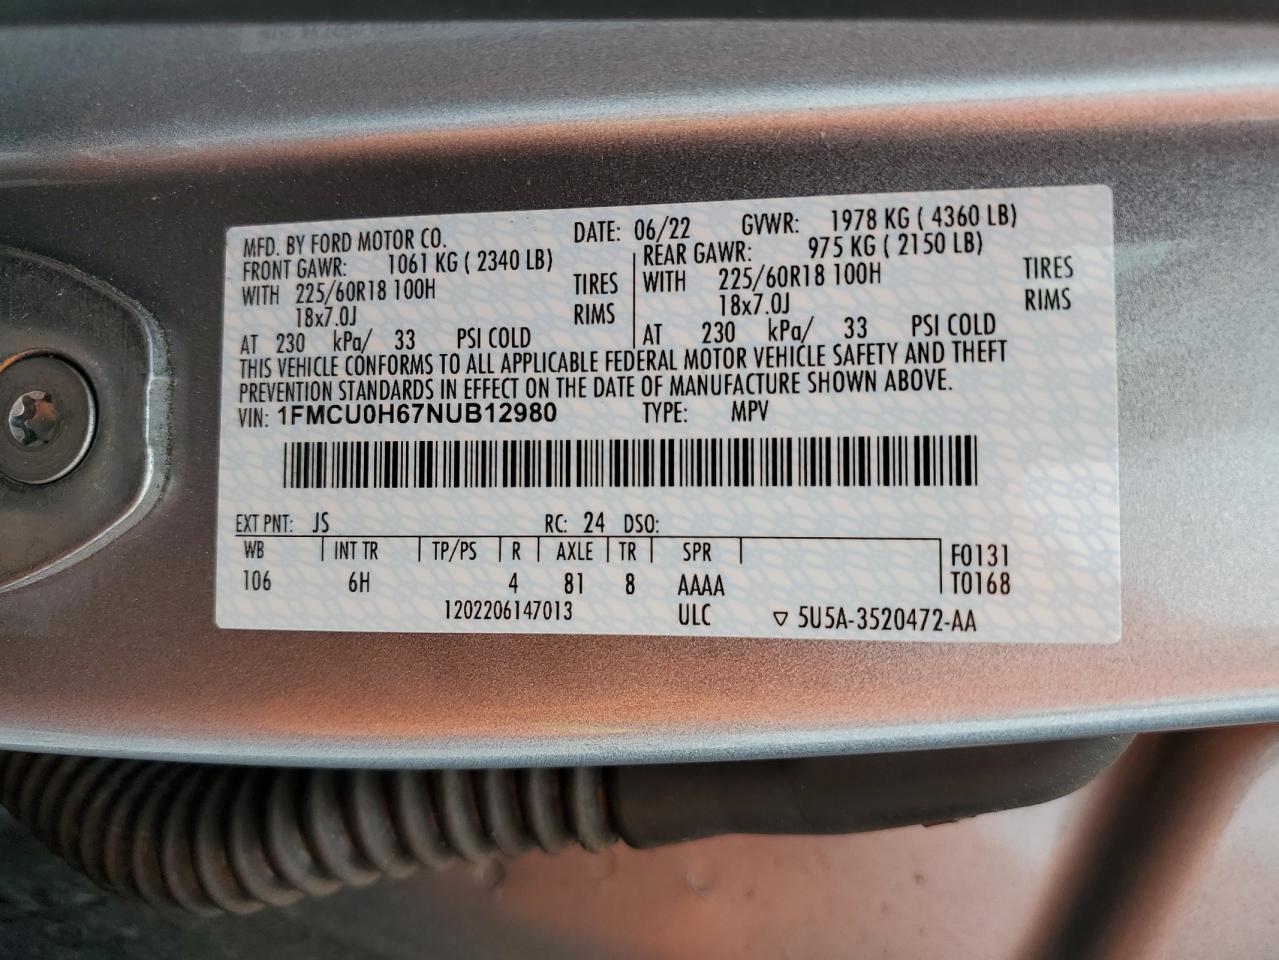 MFD. BY FORD MOTOR CO. DATE: 06/22 GVWR: 1978 KG ( 4360 LB)
FRONT GAWR: 1061 KG ( 2340 LB) REAR GAWR: 975 KG ( 2150 LB)
WITH 225/60R18 100H TIRES WITH 225/60R18 100H TIRES
18x7.0J RIMS 18x7.0J RIMS
AT 230 kPa/ 33 PSI COLD AT 230 kPa/ 33 PSI COLD
THIS VEHICLE CONFORMS TO ALL APPLICABLE FEDERAL MOTOR VEHICLE SAFETY AND THEFT
PREVENTION STANDARDS IN EFFECT ON THE DATE OF MANUFACTURE SHOWN ABOVE.
VIN: 1FMCU0H67NUB12980 TYPE: MPV
EXT PNT: JS RC: 24 DSO:
WB INT TR TP/PS R AXLE TR SPR F0131
106 6H 4 81 8 AAAA T0168
1202206147013 ULC ▽ 5U5A-3520472-AA